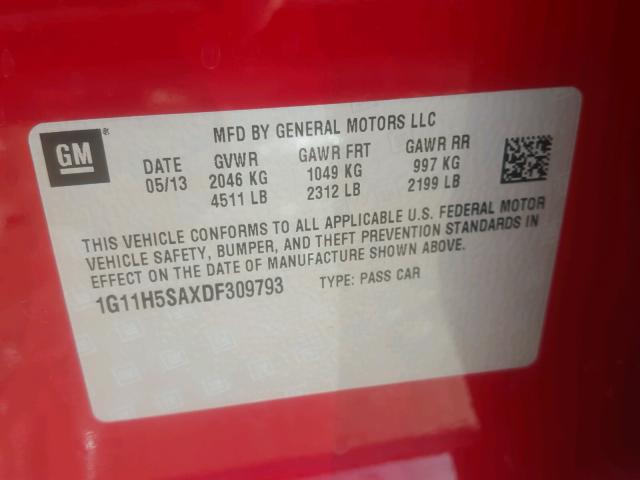 GM ®
MFD BY GENERAL MOTORS LLC
DATE GVWR GAWR FRT GAWR RR
05/13 2046 KG 1049 KG 997 KG
4511 LB 2312 LB 2199 LB
THIS VEHICLE CONFORMS TO ALL APPLICABLE U.S. FEDERAL MOTOR
VEHICLE SAFETY, BUMPER, AND THEFT PREVENTION STANDARDS IN
EFFECT ON THE DATE OF MANUFACTURE SHOWN ABOVE.
1G11H5SAXDF309793 TYPE: PASS CAR